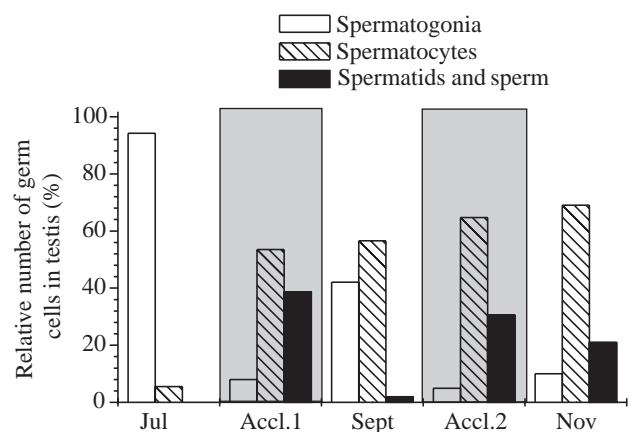 Spermatogonia
Spermatocytes
Spermatids and sperm
Relative number of germ
cells in testis (%)
100
80
60
40
20
0
Jul Accl.1 Sept Accl.2 Nov